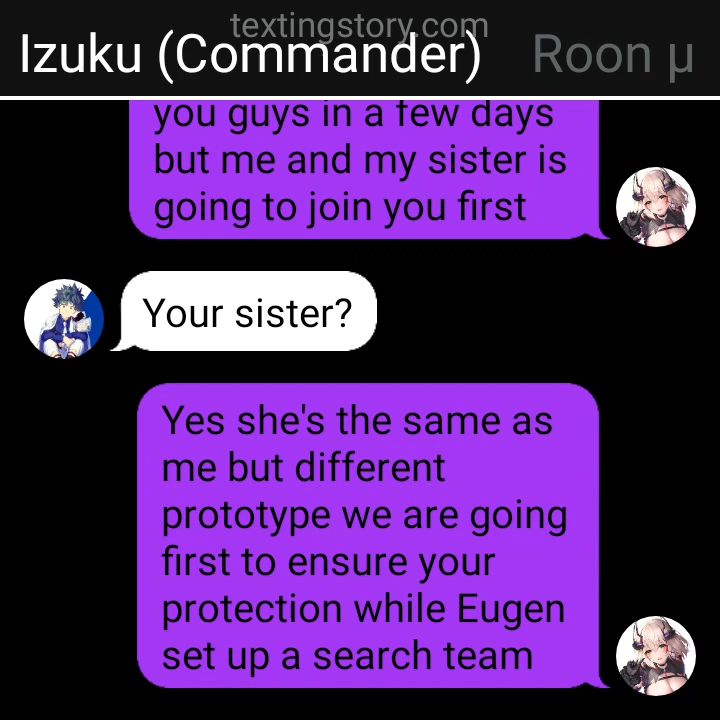 textingstory.com
Izuku (Commander) Roon μ
you guys in a few days
but me and my sister is
going to join you first
Your sister?
Yes she's the same as
me but different
prototype we are going
first to ensure your
protection while Eugen
set up a search team